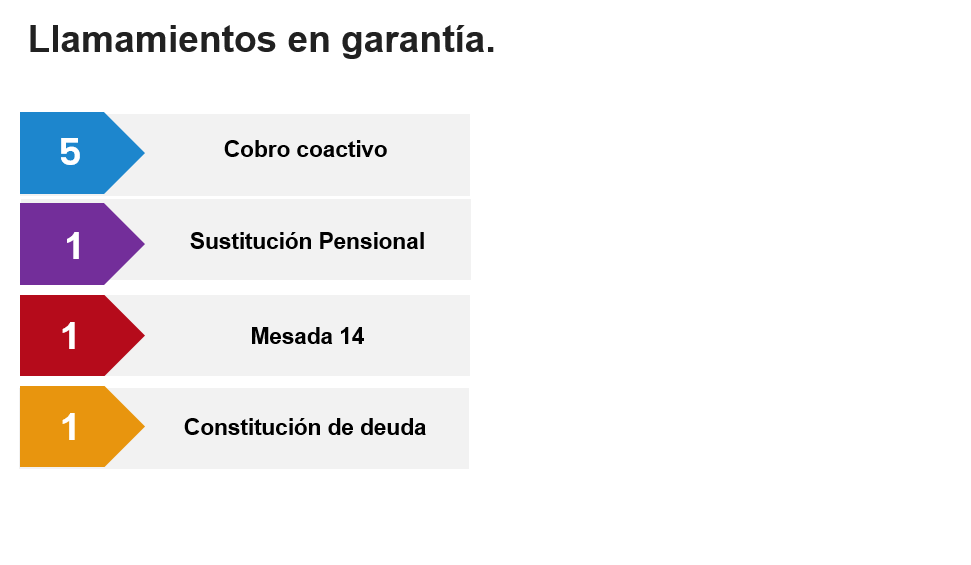 Llamamientos en garantía.
5 Cobro coactivo
1 Sustitución Pensional
1 Mesada 14
1 Constitución de deuda